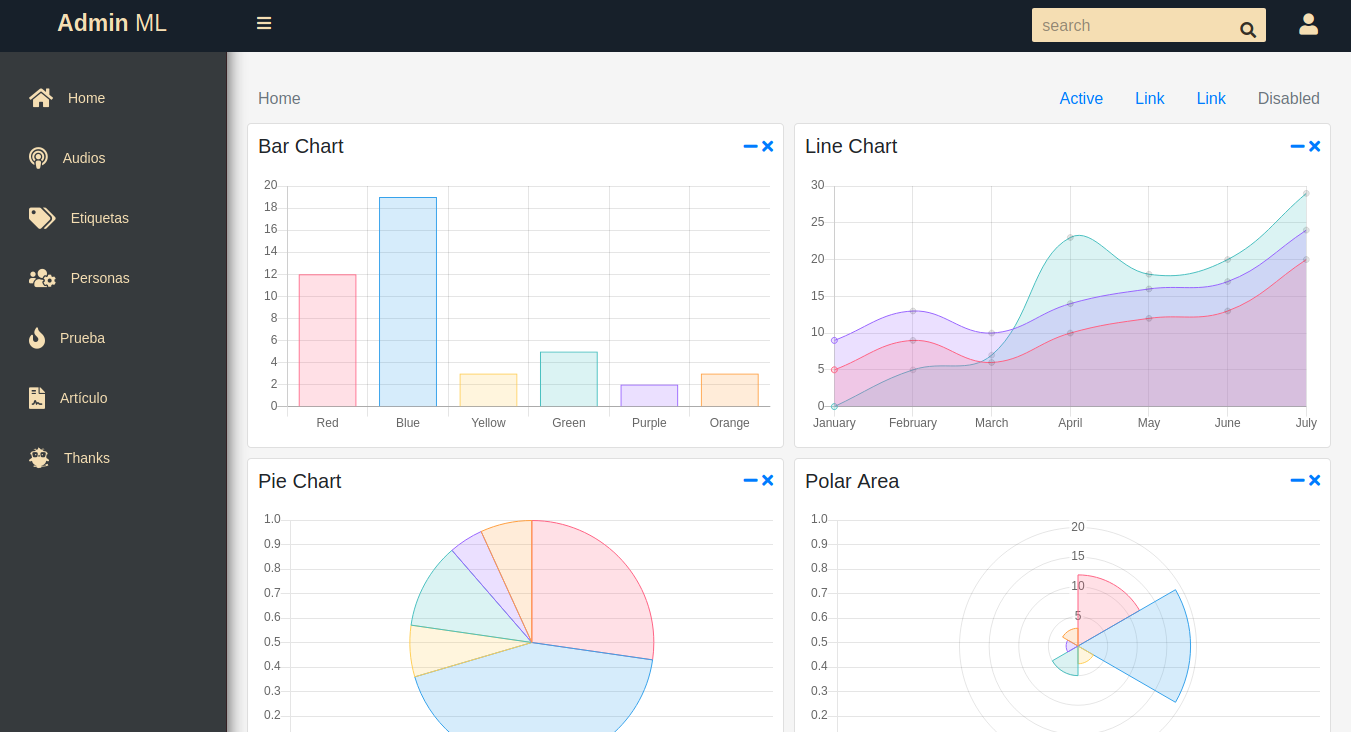 Admin ML
search
Home
Audios
Etiquetas
Personas
Prueba
Artículo
Thanks
Home
Active Link Link Disabled
Bar Chart
20
18
16
14
12
10
8
6
4
2
0
Red Blue Yellow Green Purple Orange
Line Chart
30
25
20
15
10
5
0
January February March April May June July
Pie Chart
1.0
0.9
0.8
0.7
0.6
0.5
0.4
0.3
0.2
Polar Area
1.0
0.9
0.8
0.7
0.6
0.5
0.4
0.3
0.2
20
15
10
5